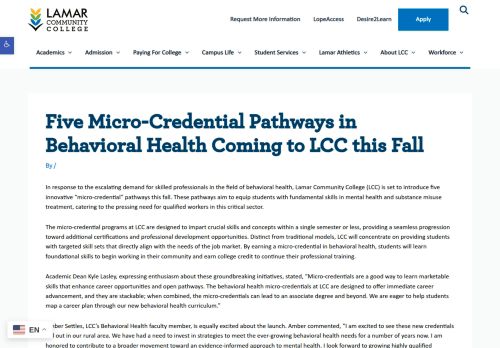 LAMAR
COMMUNITY
COLLEGE
Request More Information LopeAccess Desire2Learn Apply
Academics Admission Paying For College Campus Life Student Services Lamar Athletics About LCC Workforce
Five Micro-Credential Pathways in
Behavioral Health Coming to LCC this Fall
By /
In response to the escalating demand for skilled professionals in the field of behavioral health, Lamar Community College (LCC) is set to introduce five
innovative "micro-credential" pathways this fall. These pathways aim to equip students with fundamental skills in mental health and substance misuse
treatment, catering to the pressing need for qualified workers in this critical sector.
The micro-credential programs at LCC are designed to impart crucial skills and concepts within a single semester or less, providing a seamless progression
toward additional certifications and professional development opportunities. Distinct from traditional models, LCC will concentrate on providing students
with targeted skill sets that directly align with the needs of the job market. By earning a micro-credential in behavioral health, students will learn
foundational skills to begin working in their community and earn college credit to continue their professional training.
Academic Dean Kyle Lasley, expressing enthusiasm about these groundbreaking initiatives, stated, "Micro-credentials are a good way to learn marketable
skills that enhance career opportunities and open pathways. The behavioral health micro-credentials at LCC are designed to offer immediate career
advancement, and they are stackable; when combined, the micro-credentials can lead to an associate degree and beyond. We are eager to help students
map a career plan through our new behavioral health curriculum."
ber Settles, LCC's Behavioral Health faculty member, is equally excited about the launch. Amber commented, "I am excited to see these new credentials
out in our rural area. We have had a need to invest in strategies to meet the ever-growing behavioral health needs for a number of years now. I am
honored to contribute to a broader movement toward an evidence-informed approach to mental health. I look forward to growing highly qualified
EN